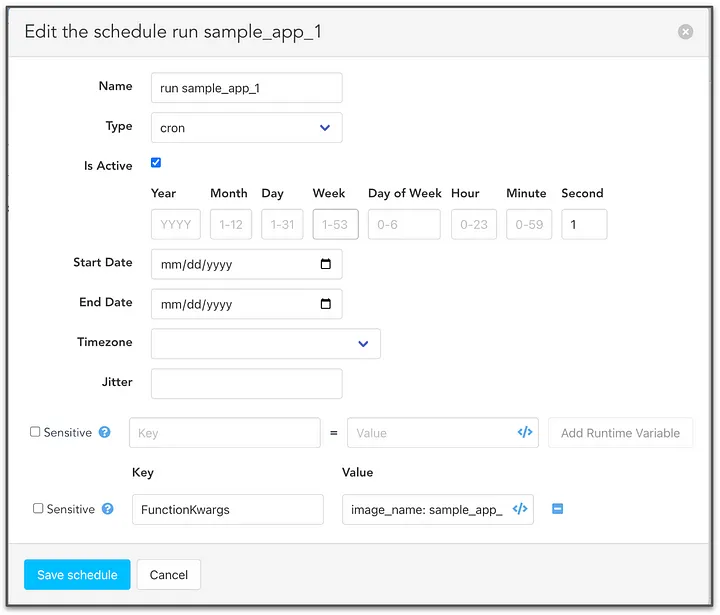 Edit the schedule run sample_app_1
Name run sample_app_1
Type cron
Is Active
Year Month Day Week Day of Week Hour Minute Second
YYYY 1-12 1-31 1-53 0-6 0-23 0-59 1
Start Date mm/dd/yyyy
End Date mm/dd/yyyy
Timezone
Jitter
Sensitive ? Key = Value </> Add Runtime Variable
Key Value
Sensitive ? FunctionKwargs image_name: sample_app_ </>
Save schedule Cancel